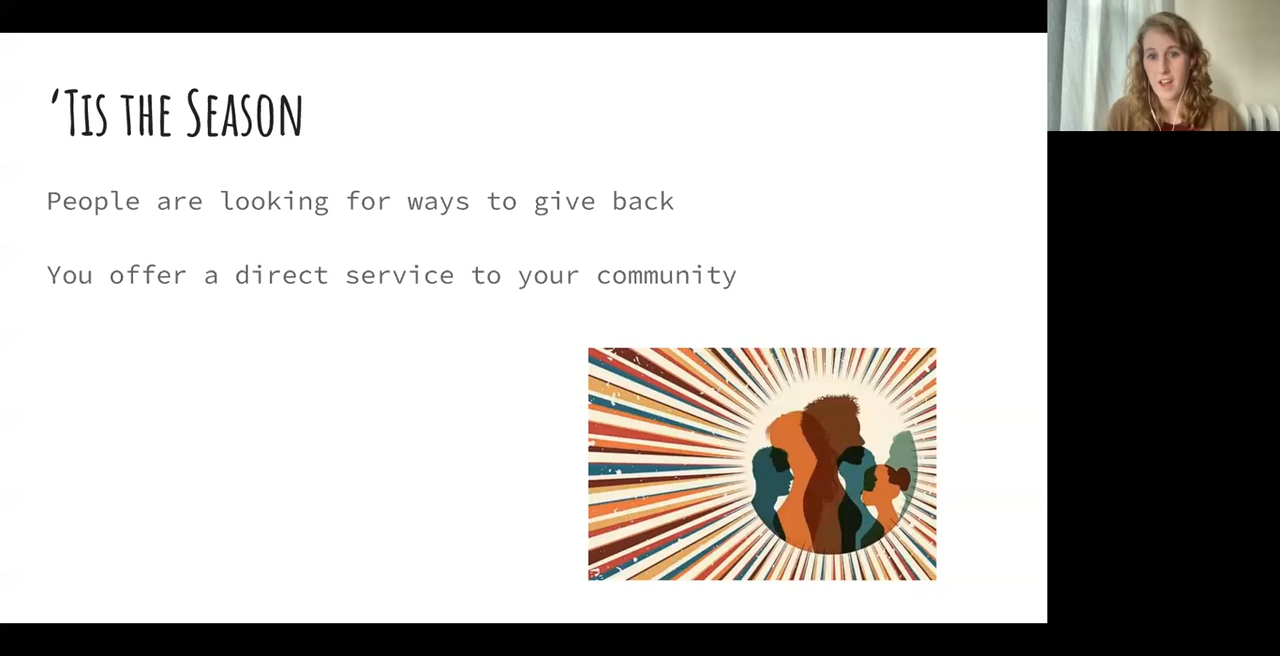 ‘Tis the Season
People are looking for ways to give back
You offer a direct service to your community